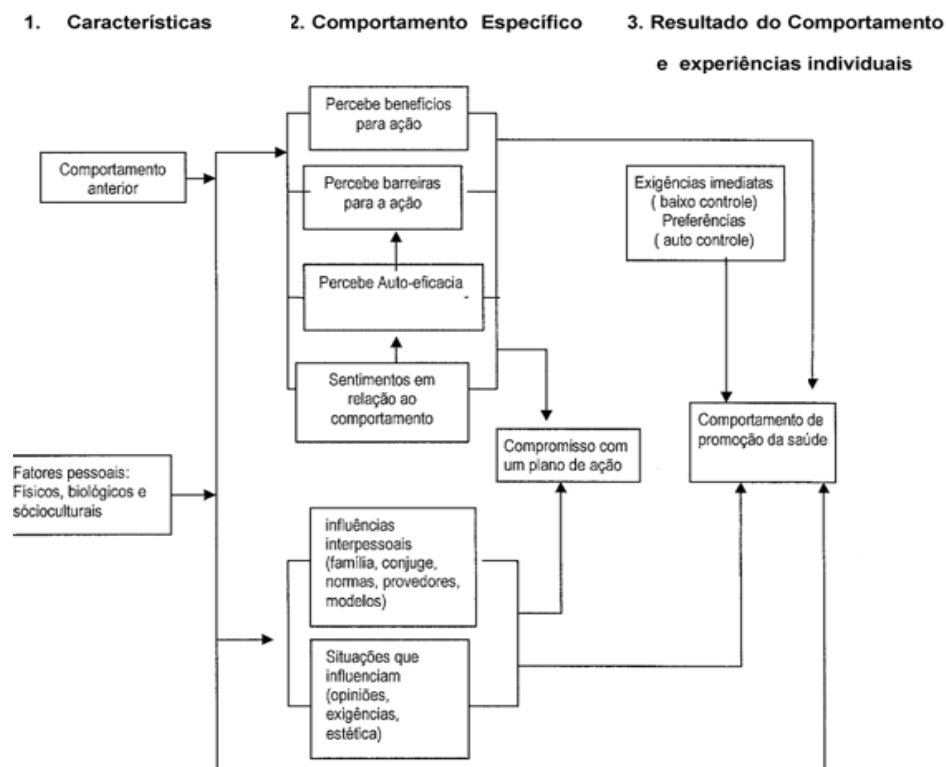 1. Características
2. Comportamento Específico
3. Resultado do Comportamento
e experiências individuais
Comportamento
anterior
Fatores pessoais:
Físicos, biológicos e
sócioculturais
Percebe benefícios
para ação
Percebe barreiras
para a ação
Percebe Auto-eficacia
Sentimentos em
relação ao
comportamento
influências
interpessoais
(família, conjuge,
normas, provedores,
modelos)
Situações que
influenciam
(opiniões,
exigências,
estética)
Compromisso com
um plano de ação
Exigências imediatas
( baixo controle)
Preferências
( auto controle)
Comportamento de
promoção da saúde